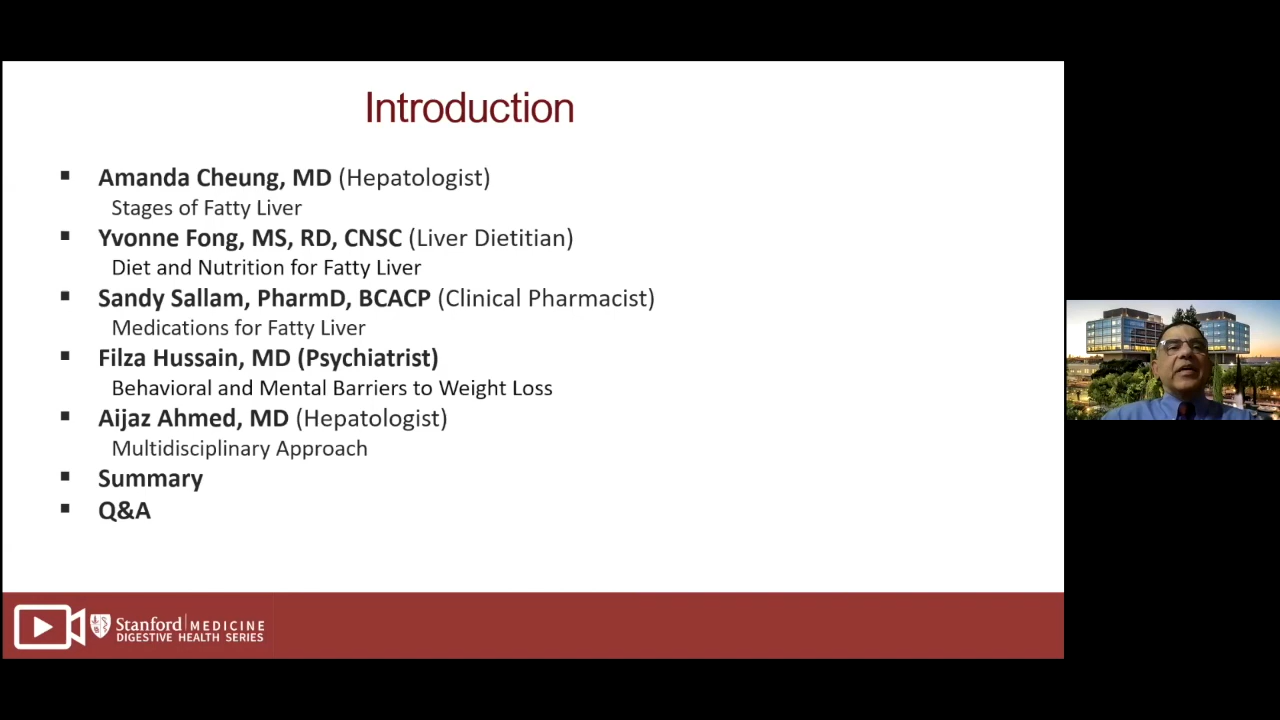 Introduction
▪ Amanda Cheung, MD (Hepatologist)
Stages of Fatty Liver
▪ Yvonne Fong, MS, RD, CNSC (Liver Dietitian)
Diet and Nutrition for Fatty Liver
▪ Sandy Sallam, PharmD, BCACP (Clinical Pharmacist)
Medications for Fatty Liver
▪ Filza Hussain, MD (Psychiatrist)
Behavioral and Mental Barriers to Weight Loss
▪ Aijaz Ahmed, MD (Hepatologist)
Multidisciplinary Approach
▪ Summary
▪ Q&A
Stanford MEDICINE
DIGESTIVE HEALTH SERIES